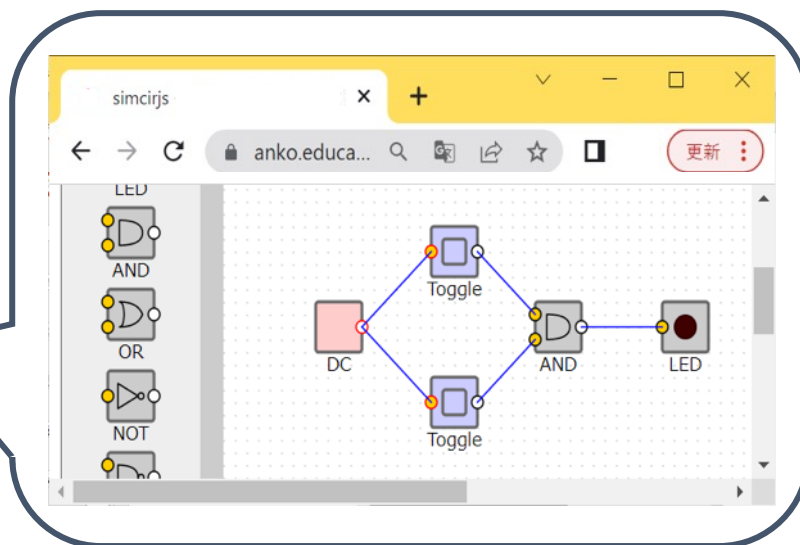 simcirjs
anko.educa...
更新
LED
AND
OR
NOT
Toggle
DC
AND
LED
Toggle